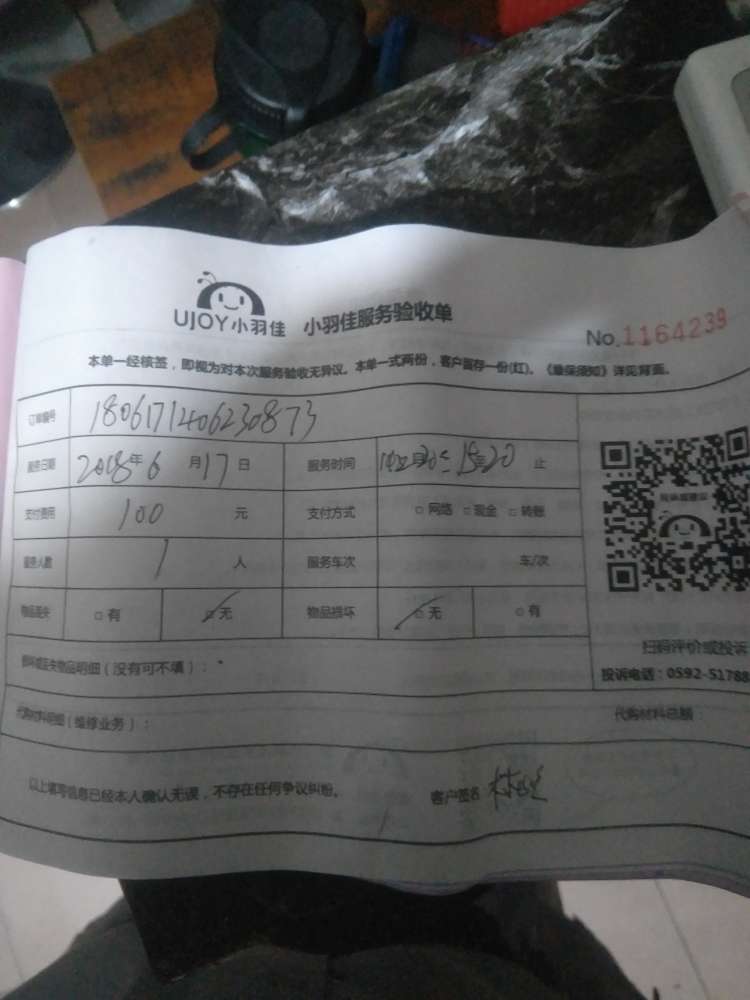 UJOY小羽佳 小羽佳服务验收单
No.1164239
本单一经核签，即视为对本次服务验收无异议。本单一式两份，客户留存一份(红)。《维保须知》详见背面。
订单编号 1806171406230873
服务日期 2018年6月17日 服务时间 止
支付费用 100 元 支付方式 □网络 □现金 □转账
服务人数 1 人 服务车次 车/次
物品丢失 □有 □无 物品损坏 □无 □有
损坏或丢失物品明细（没有可不填）：
代购材料明细（维修业务）： 代购材料总额
扫码评价或投诉
投诉电话：0592-51788
以上填写信息已经本人确认无误，不存在任何争议纠纷。 客户签名